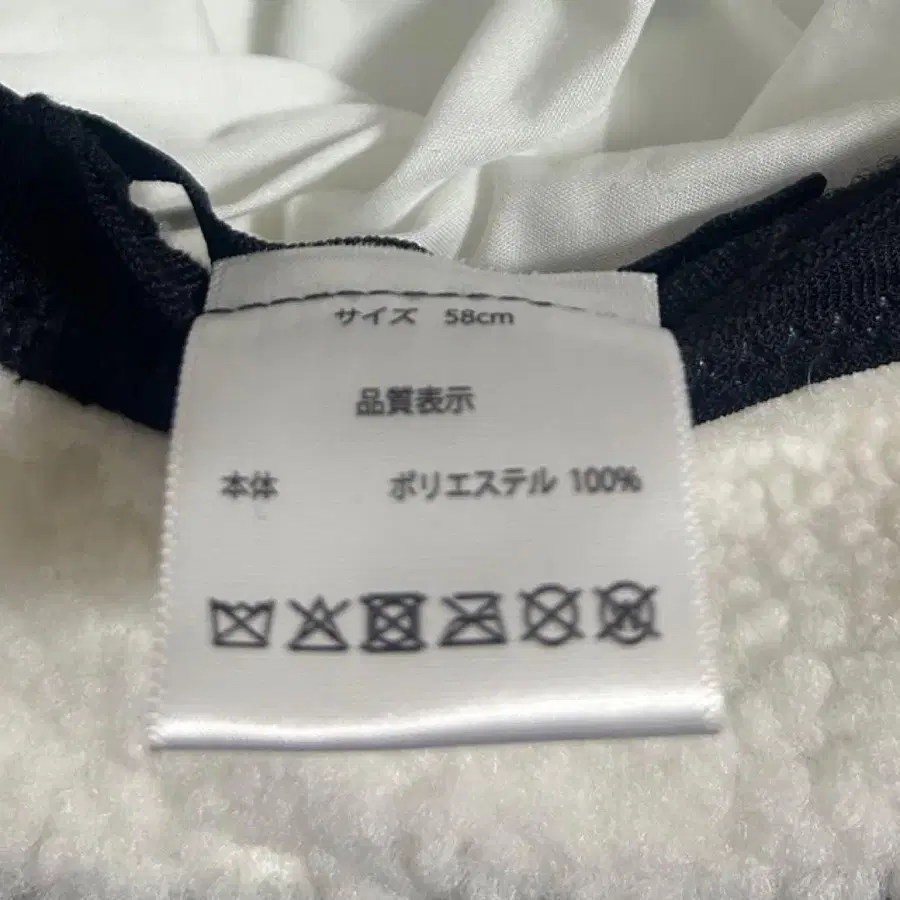 サイズ 58cm
品質表示
本体 ポリエステル 100%